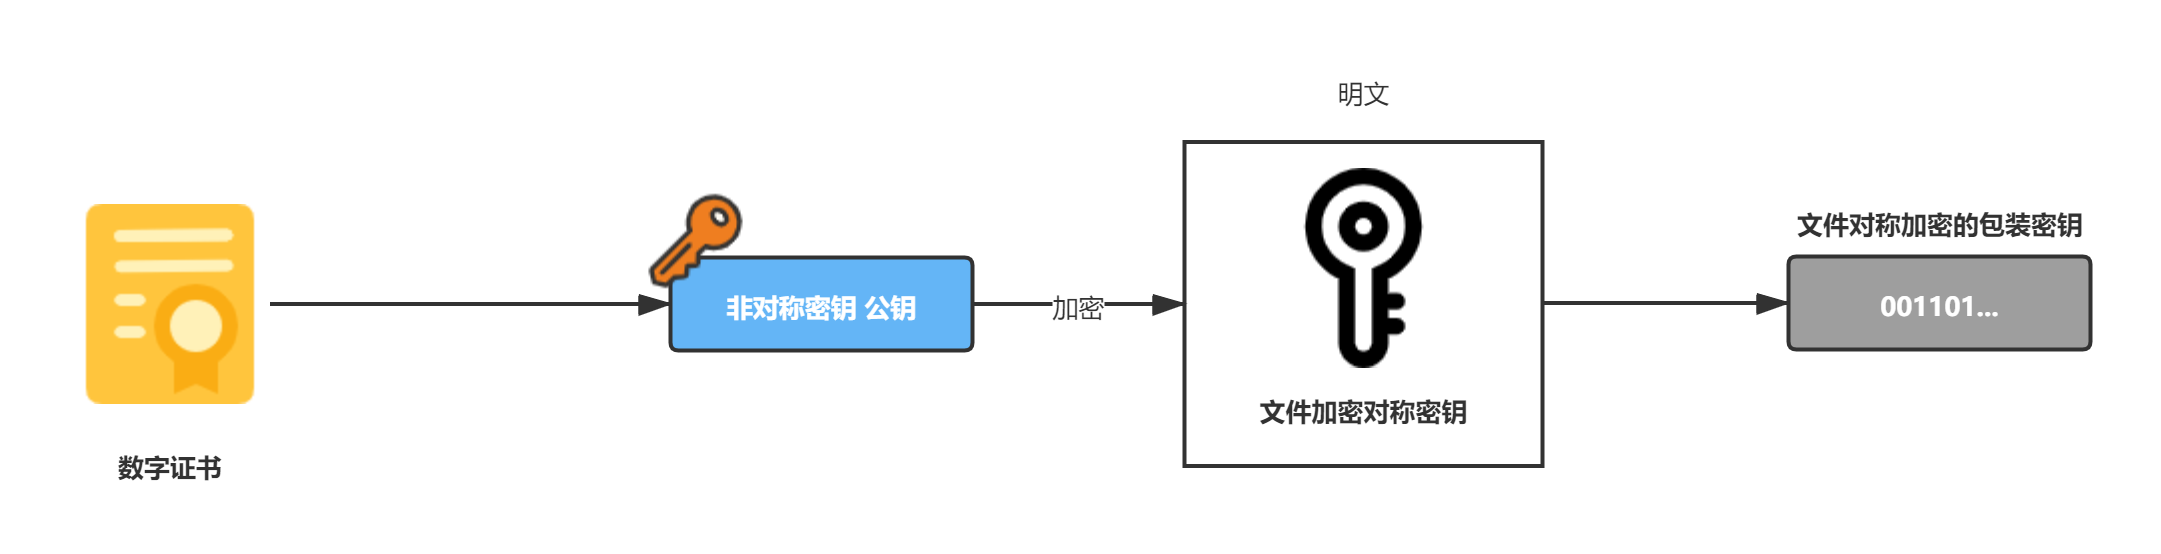 数字证书
非对称密钥 公钥
加密
明文
文件加密对称密钥
文件对称加密的包装密钥
001101...